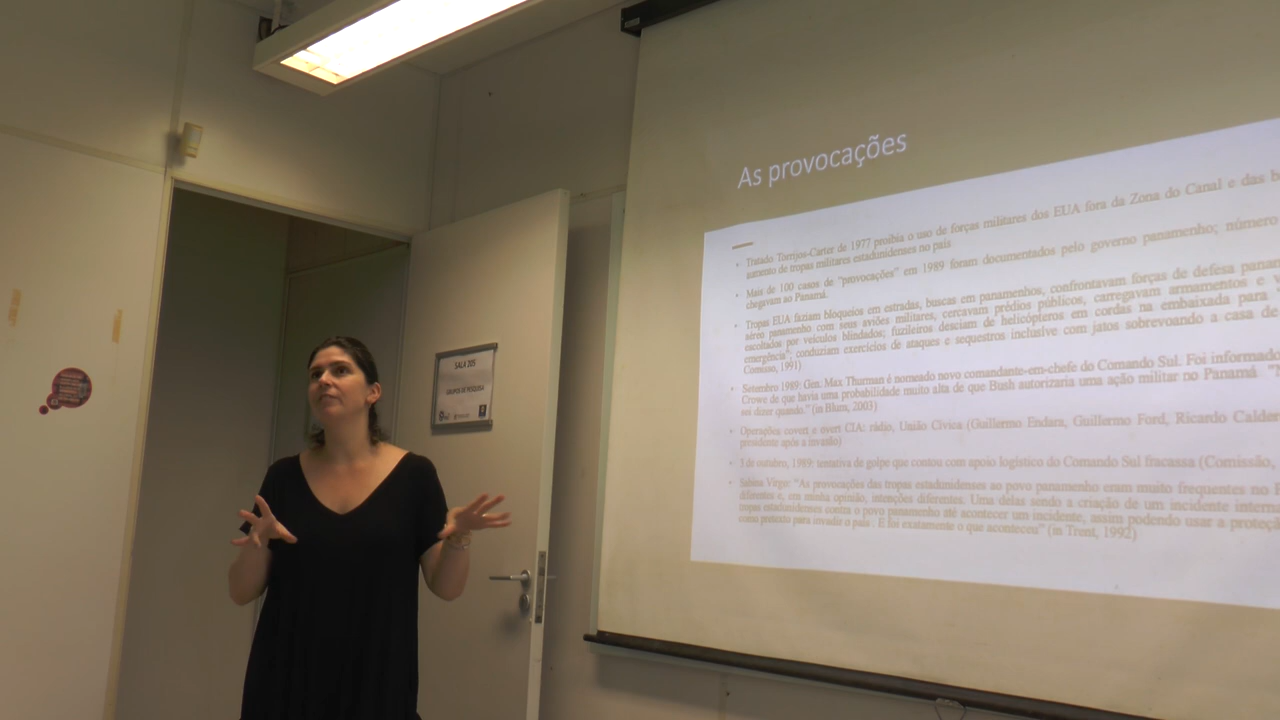 As provocações
Tratado Torrijos-Carter de 1977 proibia o uso de forças militares dos EUA fora da Zona do Canal e das b
aumento de tropas militares estadunidenses no país
Mais de 100 casos de "provocações" em 1989 foram documentados pelo governo panamenho; número
chegavam ao Panamá.
Tropas EUA faziam bloqueios em estradas, buscas em panamenhos, confrontavam forças de defesa panam
aéreo panamenho com seus aviões militares, cercavam prédios públicos, carregavam armamentos e v
escoltados por veículos blindados; fuzileiros desciam de helicópteros em cordas na embaixada para
emergência"; conduziam exercícios de ataques e sequestros inclusive com jatos sobrevoando a casa de
Comisão, 1991)
Setembro 1989: Gen. Max Thurman é nomeado novo comandante-em-chefe do Comando Sul. Foi informado
Crowe de que havia uma probabilidade muito alta de que Bush autorizaria uma ação militar no Panamá. "N
sei dizer quando." (in Blum, 2003)
Operações covert e overt CIA: rádio, União Cívica (Guillermo Endara, Guillermo Ford, Ricardo Calder
presidente após a invasão)
3 de outubro, 1989: tentativa de golpe que contou com apoio logístico do Comando Sul fracassa (Comissão,
Sabina Virgo: "As provocações das tropas estadunidenses ao povo panamenho eram muito frequentes no
diferentes e, em minha opinião, intenções diferentes. Uma delas sendo a criação de um incidente intern
tropas estadunidenses contra o povo panamenho até acontecer um incidente, assim podendo usar a proteç
como pretexto para invadir o país. E foi exatamente o que aconteceu" (in Trent, 1992)
SALA 205
GRUPOS DE PESQUISA